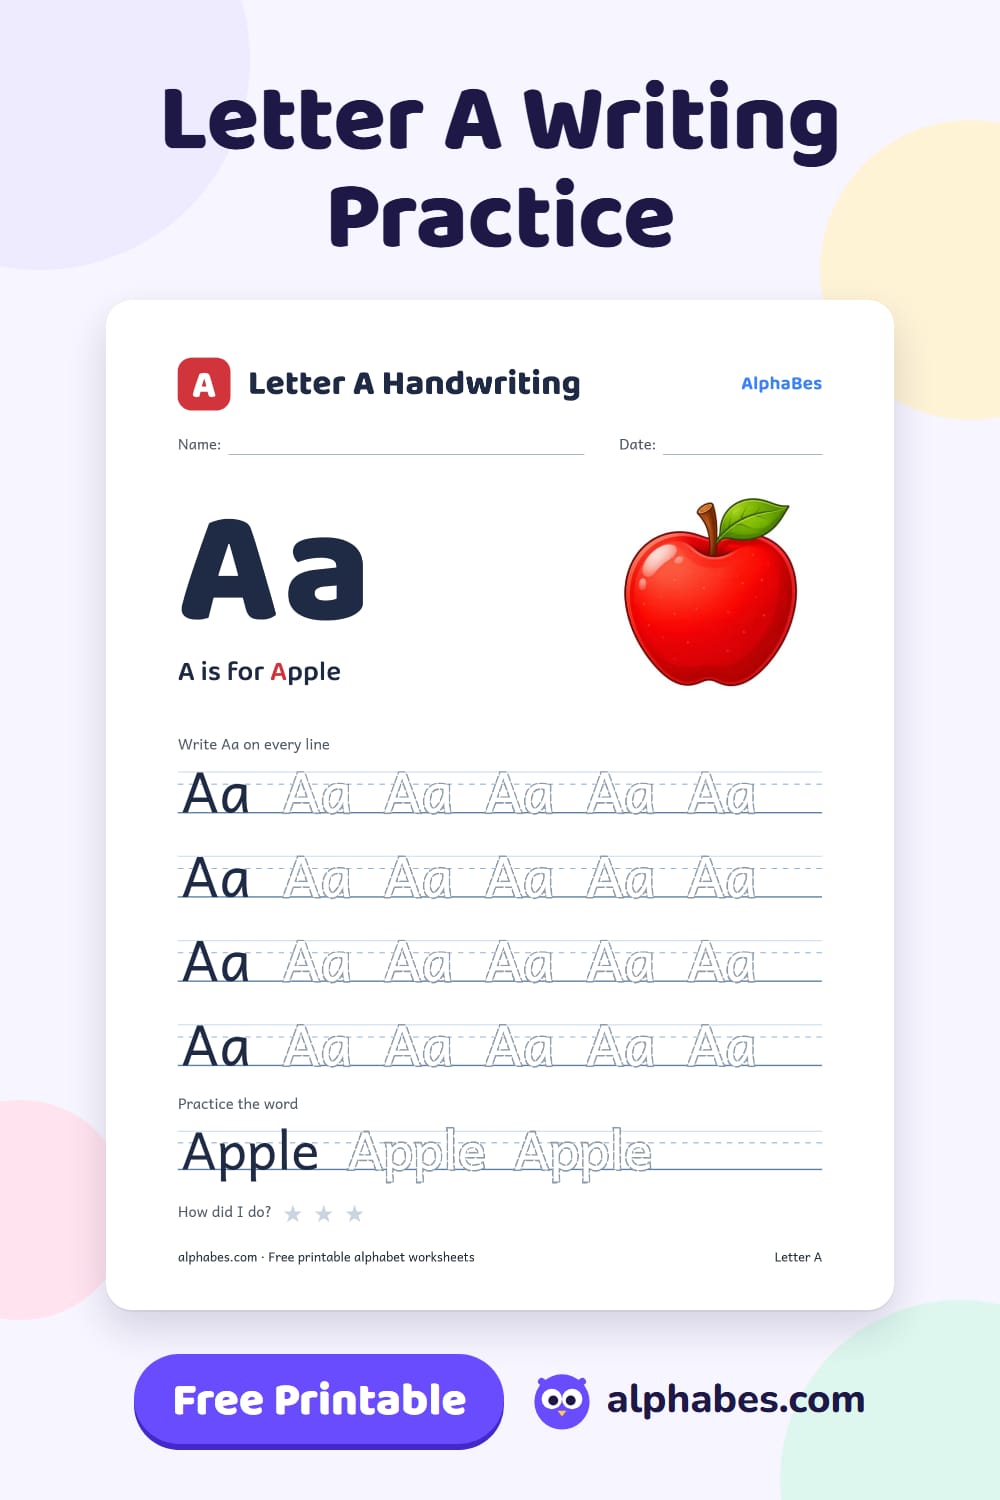 Letter A Writing
Practice
A Letter A Handwriting AlphaBes
Name: Date:
Aa
A is for Apple
Write Aa on every line
Aa Aa Aa Aa Aa Aa
Aa Aa Aa Aa Aa Aa
Aa Aa Aa Aa Aa Aa
Aa Aa Aa Aa Aa Aa
Practice the word
Apple Apple Apple
How did I do? ★ ★ ★
alphabes.com · Free printable alphabet worksheets Letter A
Free Printable alphabes.com